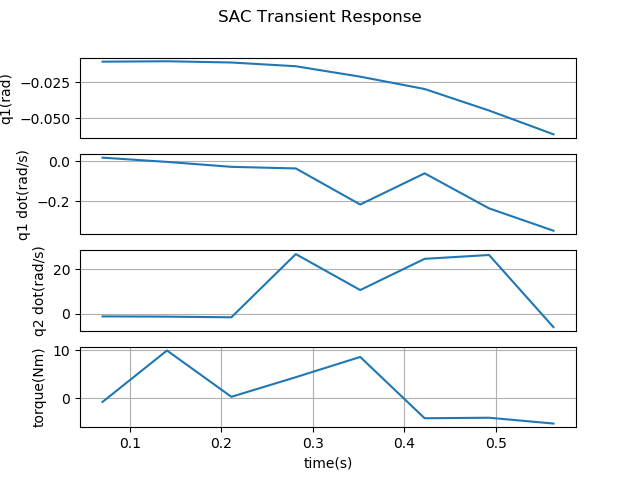 SAC Transient Response
q1(rad)
−0.025
−0.050
q1 dot(rad/s)
0.0
−0.2
q2 dot(rad/s)
20
0
torque(Nm)
10
0
0.1 0.2 0.3 0.4 0.5
time(s)